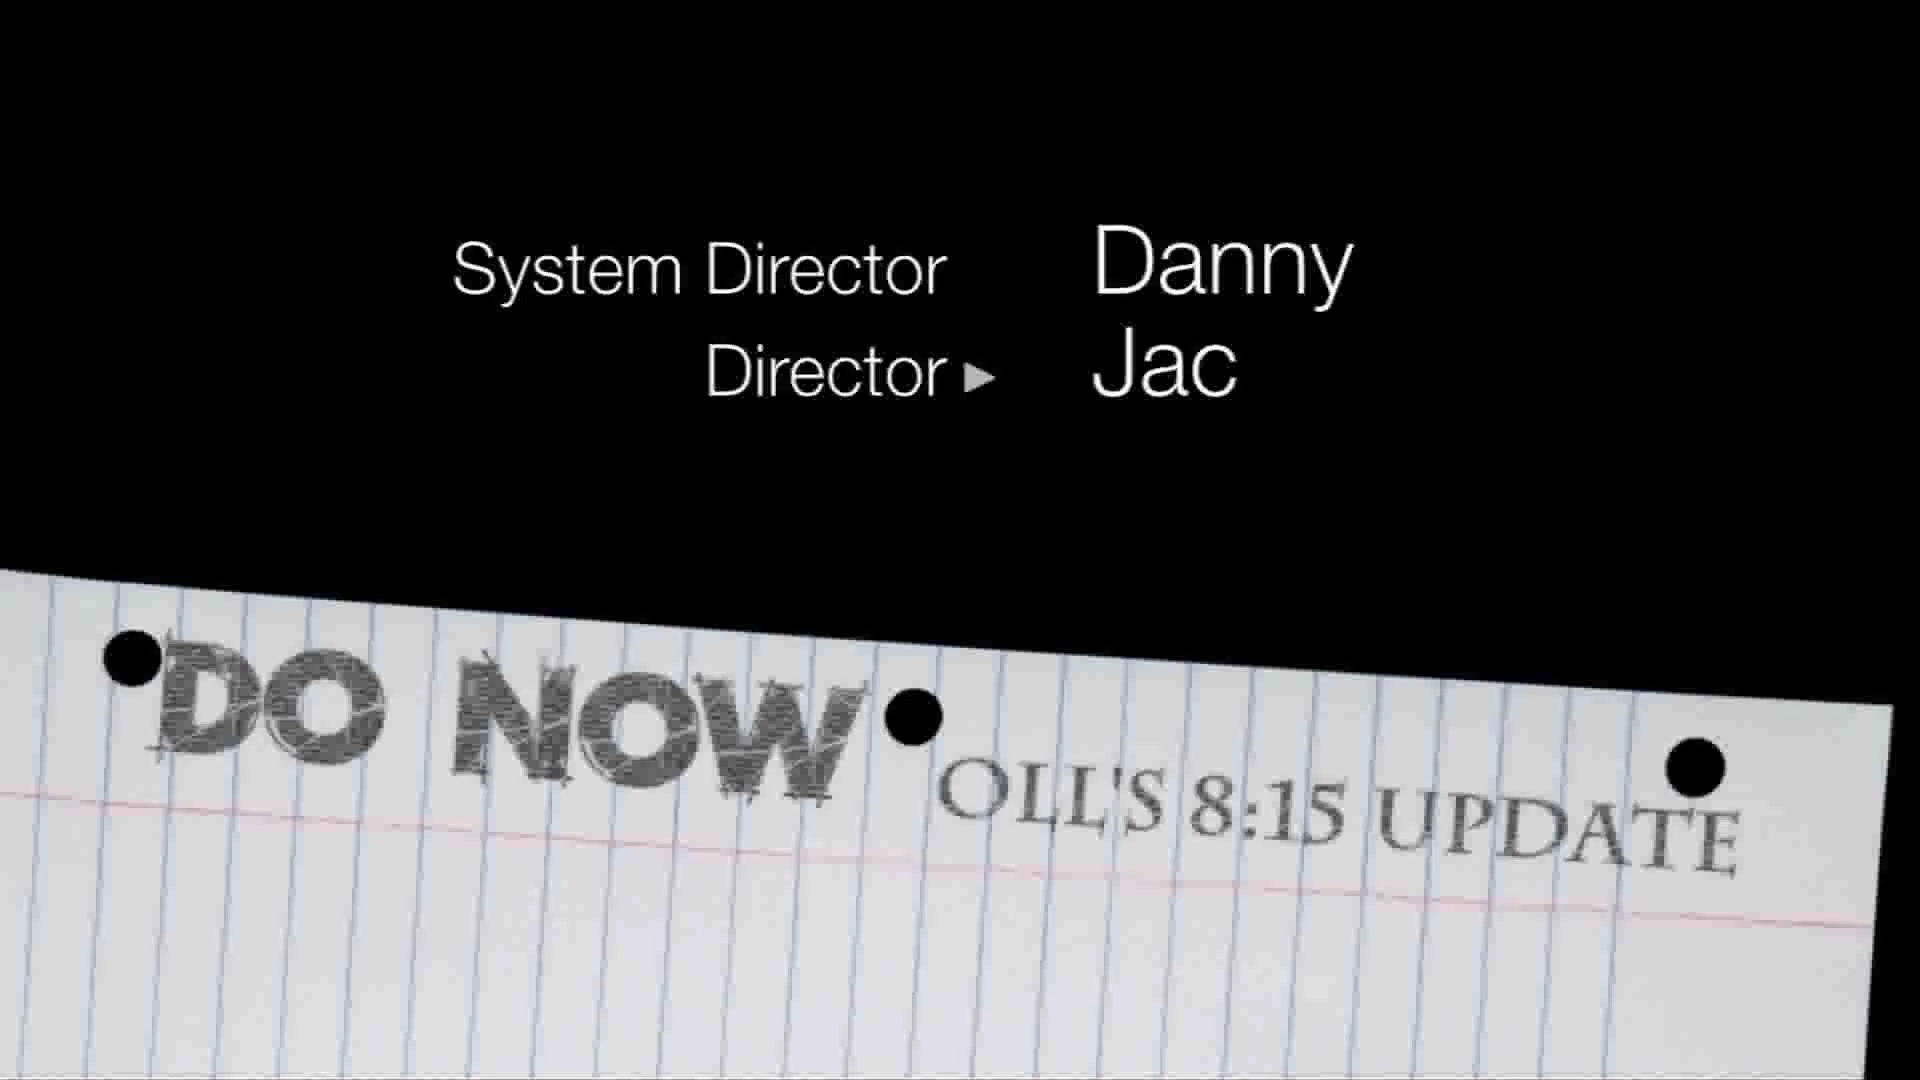 System Director Danny
Director ▸ Jac
DO NOW
OLL'S 8:15 UPDATE